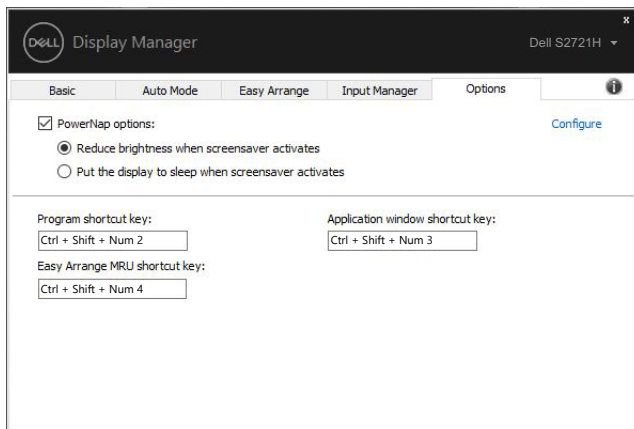 x
DELL Display Manager
Dell S2721H
Basic Auto Mode Easy Arrange Input Manager Options
PowerNap options:
Configure
Reduce brightness when screensaver activates
Put the display to sleep when screensaver activates
Program shortcut key:
Application window shortcut key:
Ctrl + Shift + Num 2
Ctrl + Shift + Num 3
Easy Arrange MRU shortcut key:
Ctrl + Shift + Num 4